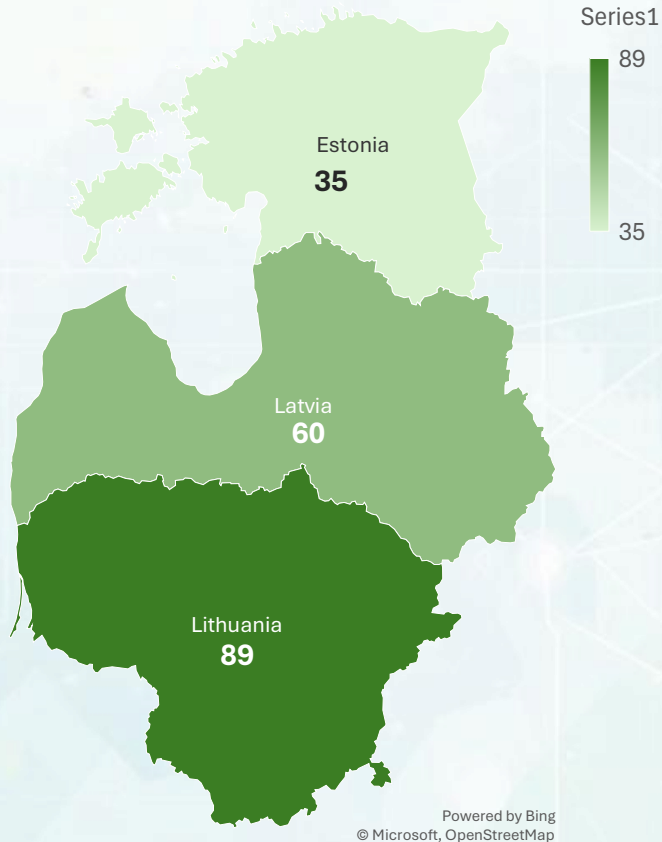 Series1
89
35
Estonia
35
Latvia
60
Lithuania
89
Powered by Bing
© Microsoft, OpenStreetMap